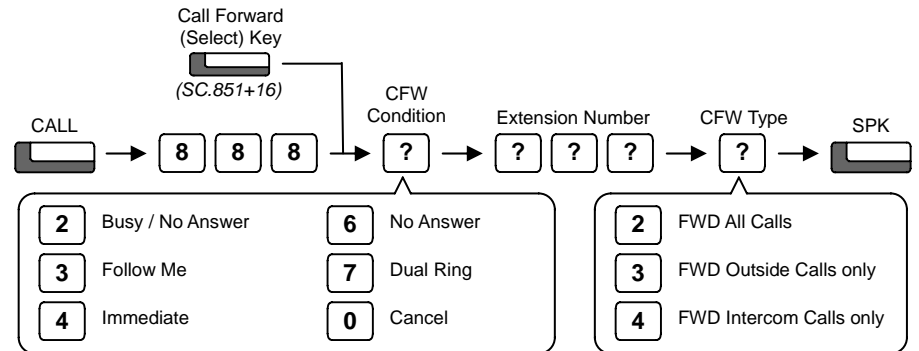 Call Forward
(Select) Key
(SC.851+16)
CALL
8 8 8
CFW
Condition
?
Extension Number
? ? ?
CFW Type
?
SPK
2 Busy / No Answer
3 Follow Me
4 Immediate
6 No Answer
7 Dual Ring
0 Cancel
2 FWD All Calls
3 FWD Outside Calls only
4 FWD Intercom Calls only